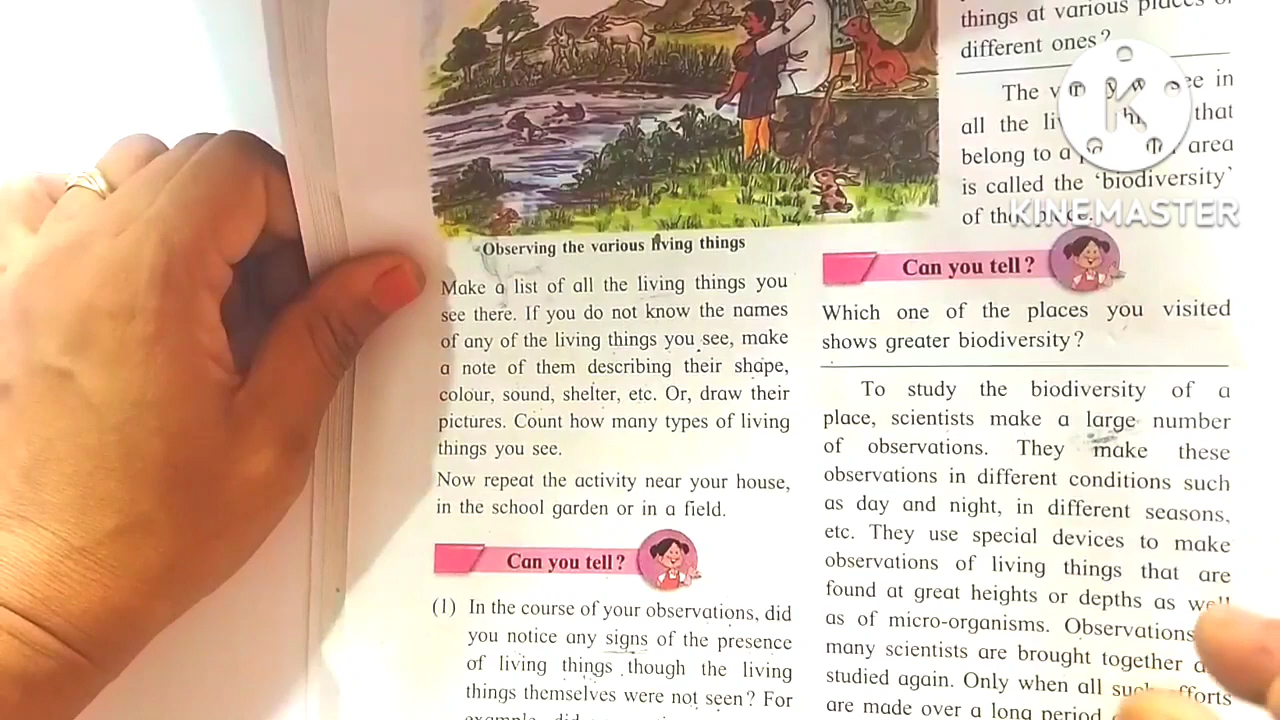 Observing the various living things
Make a list of all the living things you
see there. If you do not know the names
of any of the living things you see, make
a note of them describing their shape,
colour, sound, shelter, etc. Or, draw their
pictures. Count how many types of living
things you see.
Now repeat the activity near your house,
in the school garden or in a field.
Can you tell?
(1) In the course of your observations, did
you notice any signs of the presence
of living things though the living
things themselves were not seen? For
things at various
different ones?
The in
all the that
belong to a area
is called the ‘biodiversity’
of
K
KINEMASTER
Can you tell?
Which one of the places you visited
shows greater biodiversity?
To study the biodiversity of a
place, scientists make a large number
of observations. They make these
observations in different conditions such
as day and night, in different seasons,
etc. They use special devices to make
observations of living things that are
found at great heights or depths as well
as of micro-organisms. Observations
many scientists are brought together
studied again. Only when all such efforts
are made over a long period